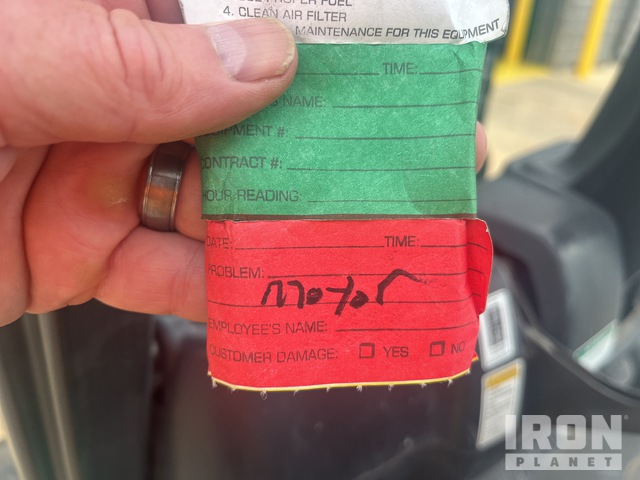 4. CLEAN AIR FILTER
MAINTENANCE FOR THIS EQUIPMENT
TIME:
NAME:
#:
CONTRACT #:
HOUR READING:
DATE: TIME:
PROBLEM:
Motor
EMPLOYEE'S NAME:
CUSTOMER DAMAGE: YES NO
IRON
PLANET